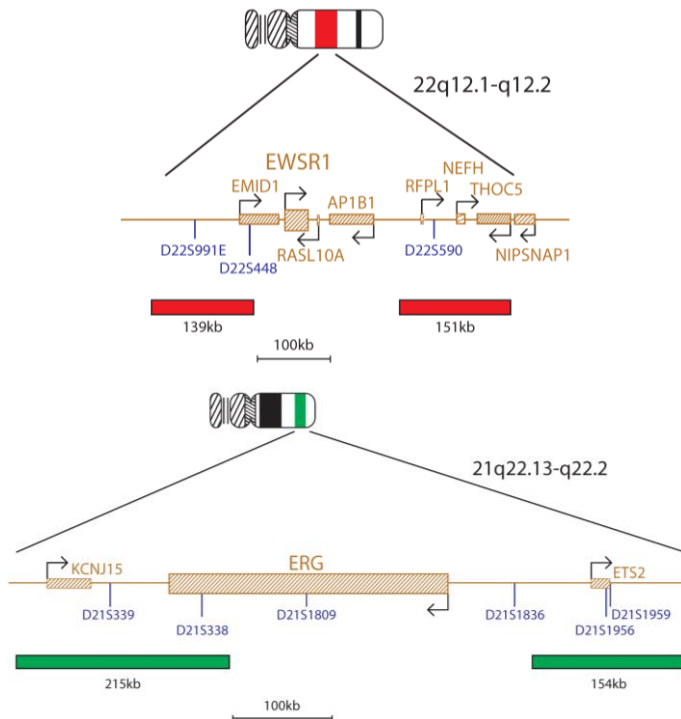 22q12.1-q12.2
NEFH
EWSR1
EMID1
AP1B1
RFPL1
THOC5
D22S991E
RASL10A
D22S590
NIPSNAP1
D22S448
139kb
151kb
100kb
21q22.13-q22.2
KCNJ15
ERG
ETS2
D21S339
D21S338
D21S1809
D21S1836
D21S1959
D21S1956
215kb
154kb
100kb